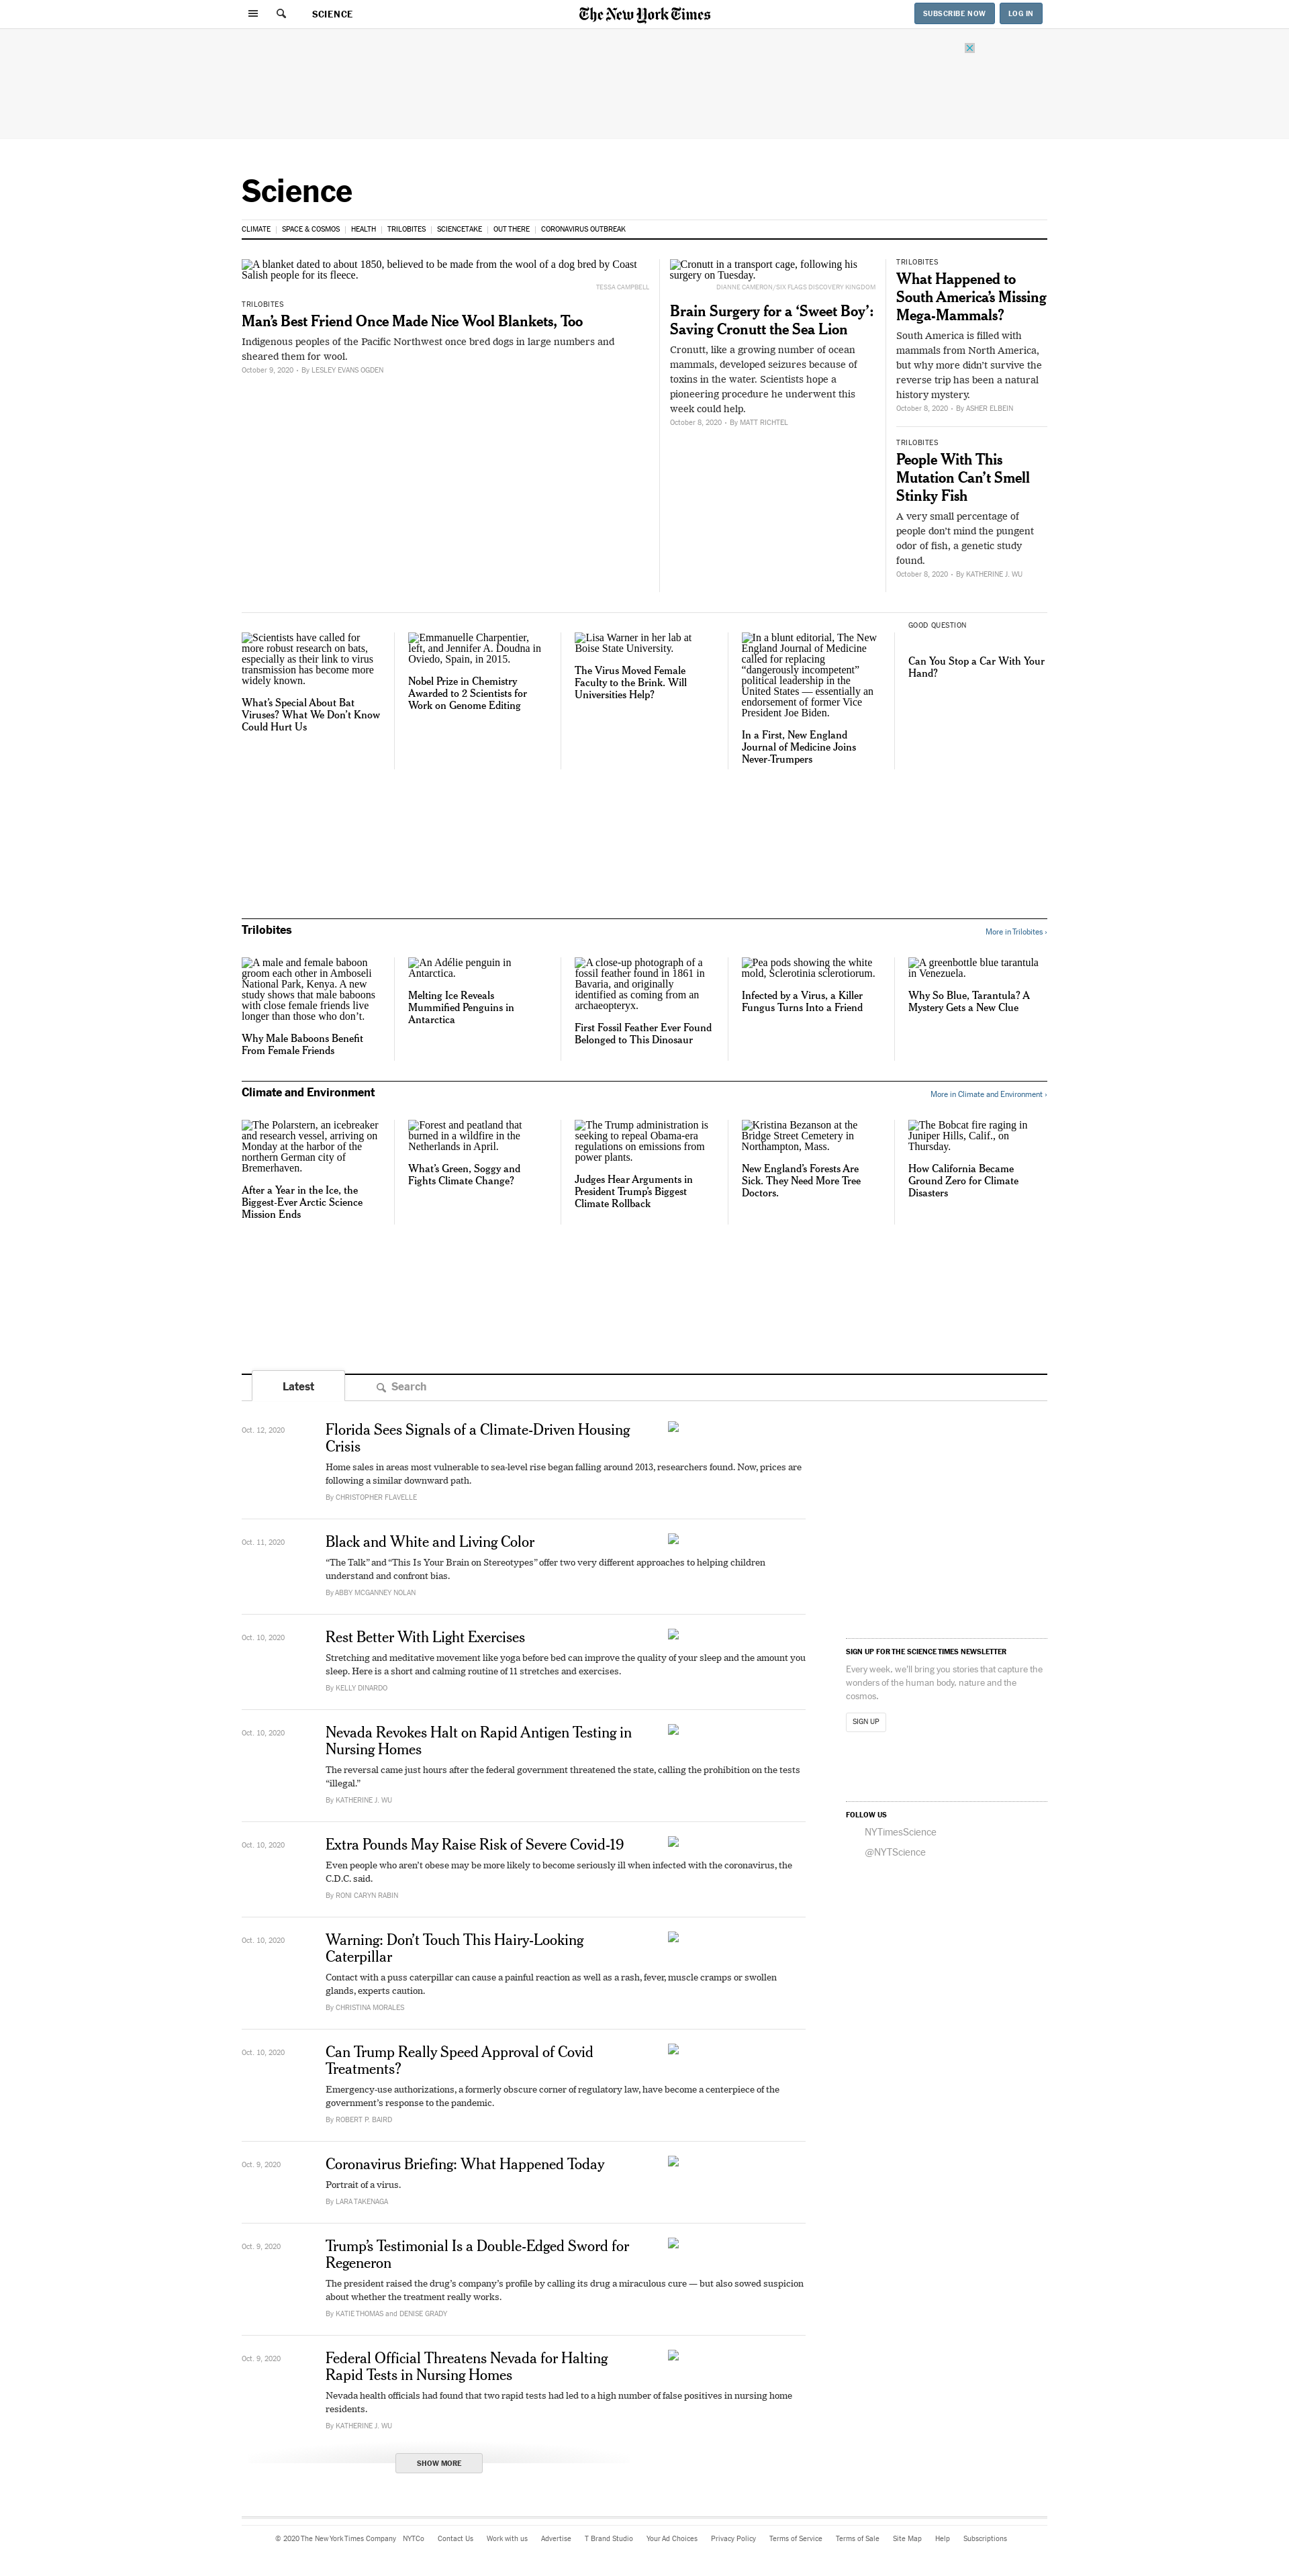 SCIENCE
The New York Times
SUBSCRIBE NOW
LOG IN
Science
CLIMATE
SPACE & COSMOS
HEALTH
TRILOBITES
SCIENCETAKE
OUT THERE
CORONAVIRUS OUTBREAK
A blanket dated to about 1850, believed to be made from the wool of a dog bred by Coast
Salish people for its fleece.
TESSA CAMPBELL
TRILOBITES
Man’s Best Friend Once Made Nice Wool Blankets, Too
Indigenous peoples of the Pacific Northwest once bred dogs in large numbers and
sheared them for wool.
October 9, 2020 • By LESLEY EVANS OGDEN
Cronutt in a transport cage, following his
surgery on Tuesday.
DIANNE CAMERON/SIX FLAGS DISCOVERY KINGDOM
Brain Surgery for a ‘Sweet Boy’:
Saving Cronutt the Sea Lion
Cronutt, like a growing number of ocean
mammals, developed seizures because of
toxins in the water. Scientists hope a
pioneering procedure he underwent this
week could help.
October 8, 2020 • By MATT RICHTEL
TRILOBITES
What Happened to
South America’s Missing
Mega-Mammals?
South America is filled with
mammals from North America,
but why more didn’t survive the
reverse trip has been a natural
history mystery.
October 8, 2020 • By ASHER ELBEIN
TRILOBITES
People With This
Mutation Can’t Smell
Stinky Fish
A very small percentage of
people don’t mind the pungent
odor of fish, a genetic study
found.
October 8, 2020 • By KATHERINE J. WU
Scientists have called for
more robust research on bats,
especially as their link to virus
transmission has become more
widely known.
What’s Special About Bat
Viruses? What We Don’t Know
Could Hurt Us
Emmanuelle Charpentier,
left, and Jennifer A. Doudna in
Oviedo, Spain, in 2015.
Nobel Prize in Chemistry
Awarded to 2 Scientists for
Work on Genome Editing
Lisa Warner in her lab at
Boise State University.
The Virus Moved Female
Faculty to the Brink. Will
Universities Help?
In a blunt editorial, The New
England Journal of Medicine
called for replacing
“dangerously incompetent”
political leadership in the
United States — essentially an
endorsement of former Vice
President Joe Biden.
In a First, New England
Journal of Medicine Joins
Never-Trumpers
GOOD QUESTION
Can You Stop a Car With Your
Hand?
Trilobites
More in Trilobites ›
A male and female baboon
groom each other in Amboseli
National Park, Kenya. A new
study shows that male baboons
with close female friends live
longer than those who don’t.
Why Male Baboons Benefit
From Female Friends
An Adélie penguin in
Antarctica.
Melting Ice Reveals
Mummified Penguins in
Antarctica
A close-up photograph of a
fossil feather found in 1861 in
Bavaria, and originally
identified as coming from an
archaeopteryx.
First Fossil Feather Ever Found
Belonged to This Dinosaur
Pea pods showing the white
mold, Sclerotinia sclerotiorum.
Infected by a Virus, a Killer
Fungus Turns Into a Friend
A greenbottle blue tarantula
in Venezuela.
Why So Blue, Tarantula? A
Mystery Gets a New Clue
Climate and Environment
More in Climate and Environment ›
The Polarstern, an icebreaker
and research vessel, arriving on
Monday at the harbor of the
northern German city of
Bremerhaven.
After a Year in the Ice, the
Biggest-Ever Arctic Science
Mission Ends
Forest and peatland that
burned in a wildfire in the
Netherlands in April.
What’s Green, Soggy and
Fights Climate Change?
The Trump administration is
seeking to repeal Obama-era
regulations on emissions from
power plants.
Judges Hear Arguments in
President Trump’s Biggest
Climate Rollback
Kristina Bezanson at the
Bridge Street Cemetery in
Northampton, Mass.
New England’s Forests Are
Sick. They Need More Tree
Doctors.
The Bobcat fire raging in
Juniper Hills, Calif., on
Thursday.
How California Became
Ground Zero for Climate
Disasters
Latest
Search
Oct. 12, 2020
Florida Sees Signals of a Climate-Driven Housing
Crisis
Home sales in areas most vulnerable to sea-level rise began falling around 2013, researchers found. Now, prices are
following a similar downward path.
By CHRISTOPHER FLAVELLE
Oct. 11, 2020
Black and White and Living Color
“The Talk” and “This Is Your Brain on Stereotypes” offer two very different approaches to helping children
understand and confront bias.
By ABBY MCGANNEY NOLAN
Oct. 10, 2020
Rest Better With Light Exercises
Stretching and meditative movement like yoga before bed can improve the quality of your sleep and the amount you
sleep. Here is a short and calming routine of 11 stretches and exercises.
By KELLY DINARDO
Oct. 10, 2020
Nevada Revokes Halt on Rapid Antigen Testing in
Nursing Homes
The reversal came just hours after the federal government threatened the state, calling the prohibition on the tests
“illegal.”
By KATHERINE J. WU
Oct. 10, 2020
Extra Pounds May Raise Risk of Severe Covid-19
Even people who aren’t obese may be more likely to become seriously ill when infected with the coronavirus, the
C.D.C. said.
By RONI CARYN RABIN
Oct. 10, 2020
Warning: Don’t Touch This Hairy-Looking
Caterpillar
Contact with a puss caterpillar can cause a painful reaction as well as a rash, fever, muscle cramps or swollen
glands, experts caution.
By CHRISTINA MORALES
Oct. 10, 2020
Can Trump Really Speed Approval of Covid
Treatments?
Emergency-use authorizations, a formerly obscure corner of regulatory law, have become a centerpiece of the
government’s response to the pandemic.
By ROBERT P. BAIRD
Oct. 9, 2020
Coronavirus Briefing: What Happened Today
Portrait of a virus.
By LARA TAKENAGA
Oct. 9, 2020
Trump’s Testimonial Is a Double-Edged Sword for
Regeneron
The president raised the drug’s company’s profile by calling its drug a miraculous cure — but also sowed suspicion
about whether the treatment really works.
By KATIE THOMAS and DENISE GRADY
Oct. 9, 2020
Federal Official Threatens Nevada for Halting
Rapid Tests in Nursing Homes
Nevada health officials had found that two rapid tests had led to a high number of false positives in nursing home
residents.
By KATHERINE J. WU
SHOW MORE
SIGN UP FOR THE SCIENCE TIMES NEWSLETTER
Every week, we’ll bring you stories that capture the
wonders of the human body, nature and the
cosmos.
SIGN UP
FOLLOW US
NYTimesScience
@NYTScience
© 2020 The New York Times Company NYTCo Contact Us Work with us Advertise T Brand Studio Your Ad Choices Privacy Policy Terms of Service Terms of Sale Site Map Help Subscriptions